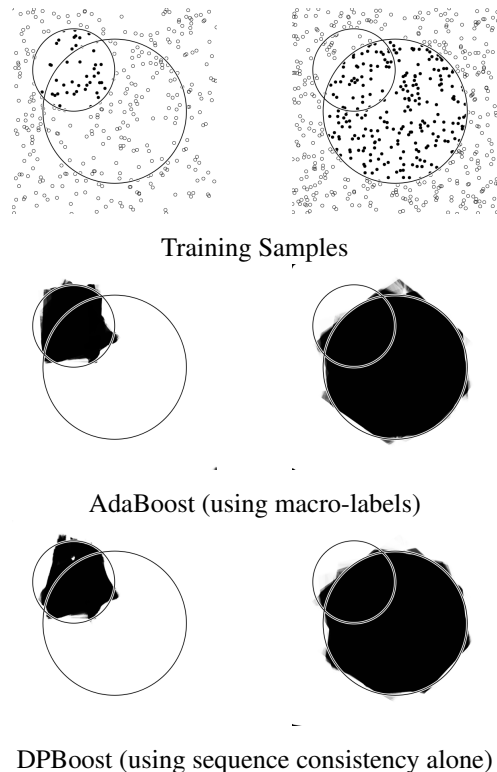 Training Samples
AdaBoost (using macro-labels)
DPBoost (using sequence consistency alone)